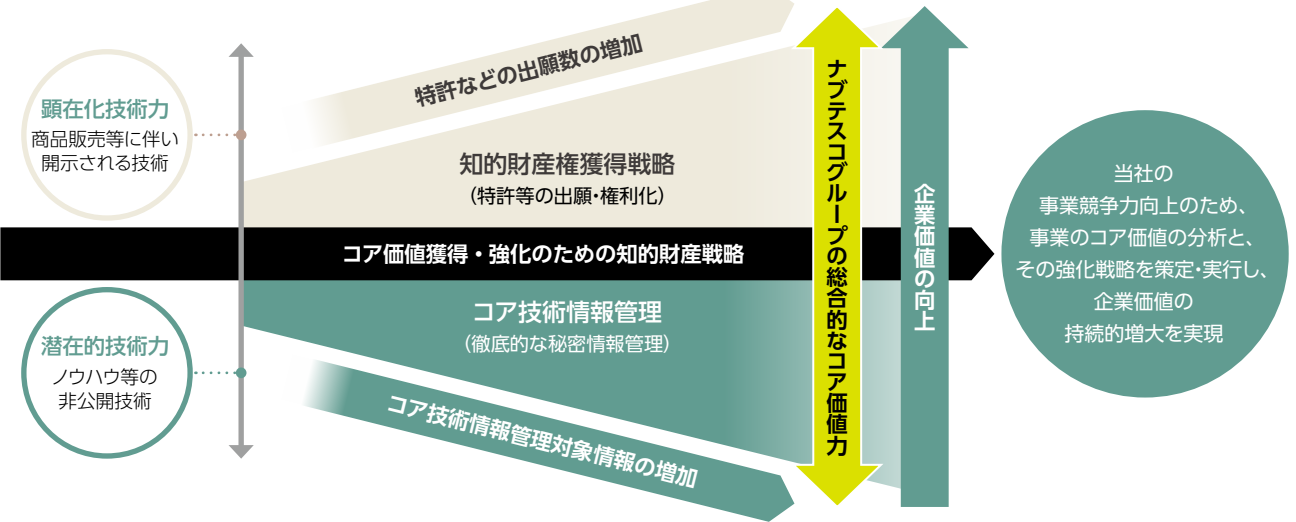 顕在化技術力
商品販売等に伴い
開示される技術
特許などの出願数の増加
知的財産権獲得戦略
（特許等の出願・権利化）
コア価値獲得・強化のための知的財産戦略
潜在的技術力
ノウハウ等の
非公開技術
コア技術情報管理
（徹底的な秘密情報管理）
コア技術情報管理対象情報の増加
ナブテスコグループの総合的なコア価値力
企業価値の向上
当社の
事業競争力向上のため、
事業のコア価値の分析と、
その強化戦略を策定・実行し、
企業価値の
持続的増大を実現